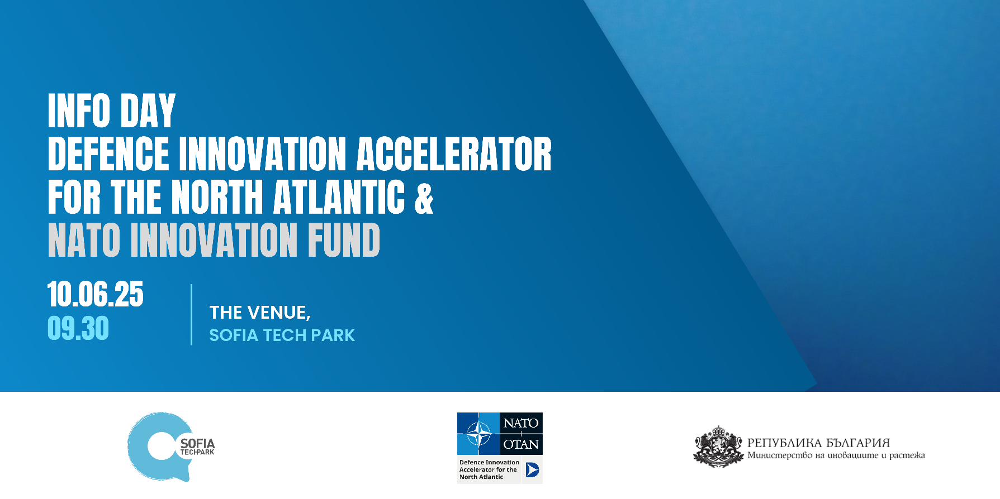 INFO DAY
DEFENCE INNOVATION ACCELERATOR
FOR THE NORTH ATLANTIC &
NATO INNOVATION FUND
10.06.25
09.30
THE VENUE,
SOFIA TECH PARK
SOFIA
TECHPARK
NATO
OTAN
Defence Innovation
Accelerator for the
North Atlantic
РЕПУБЛИКА БЪЛГАРИЯ
Министерство на иновациите и растежа